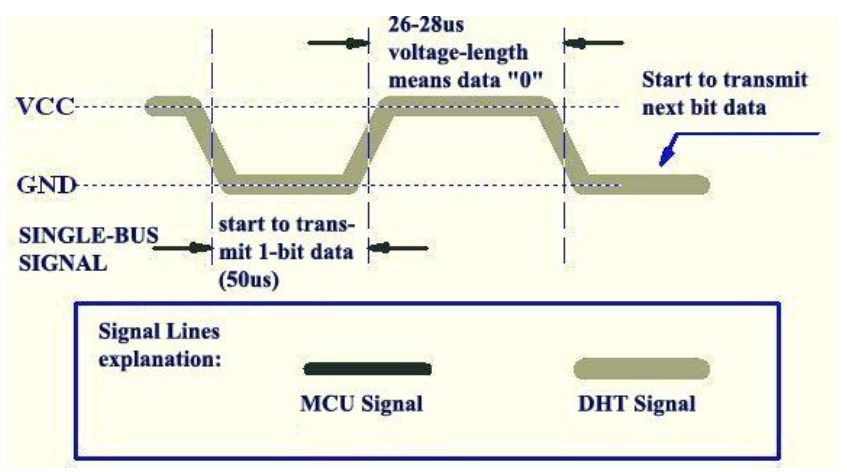 26-28us
voltage-length
means data "0"
Start to transmit
next bit data
VCC
GND
SINGLE-BUS
SIGNAL
start to trans-
mit 1-bit data
(50us)
Signal Lines
explanation:
MCU Signal
DHT Signal